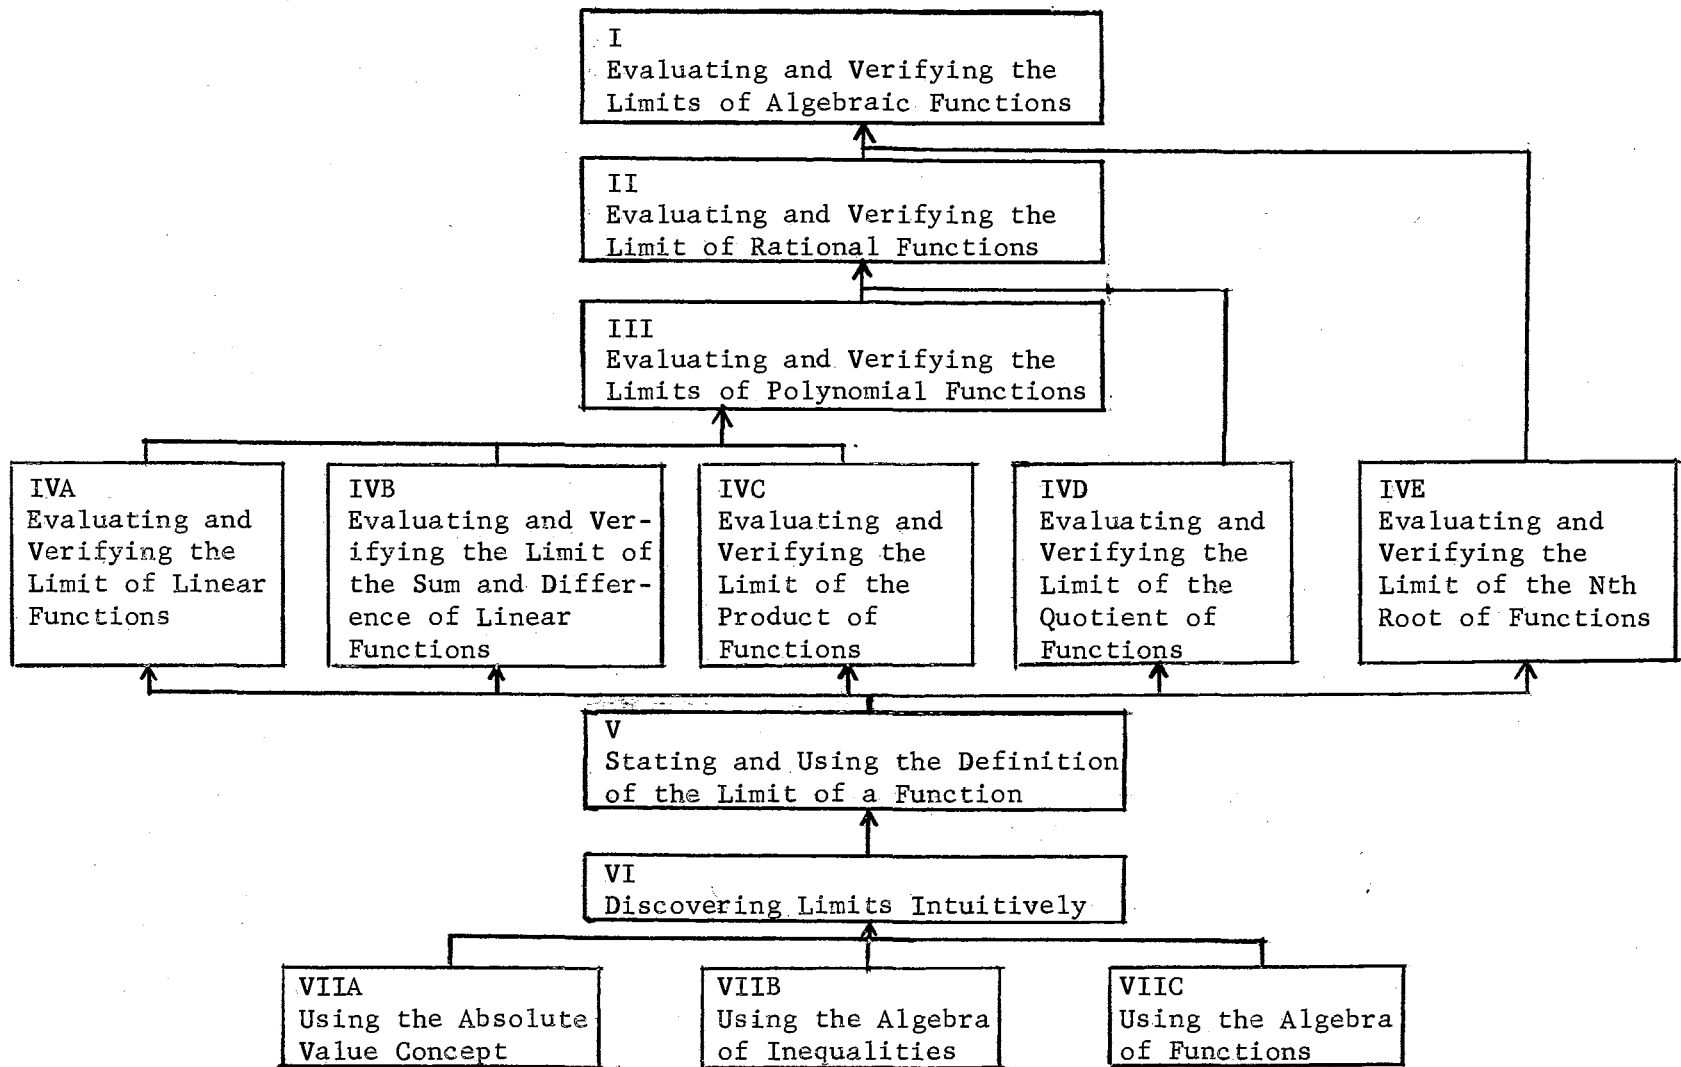 I
Evaluating and Verifying the
Limits of Algebraic Functions
II
Evaluating and Verifying the
Limit of Rational Functions
III
Evaluating and Verifying the
Limits of Polynomial Functions
IVA
Evaluating and
Verifying the
Limit of Linear
Functions
IVB
Evaluating and Ver-
ifying the Limit of
the Sum and Differ-
ence of Linear
Functions
IVC
Evaluating and
Verifying the
Limit of the
Product of
Functions
IVD
Evaluating and
Verifying the
Limit of the
Quotient of
Functions
IVE
Evaluating and
Verifying the
Limit of the Nth
Root of Functions
V
Stating and Using the Definition
of the Limit of a Function
VI
Discovering Limits Intuitively
VIIA
Using the Absolute
Value Concept
VIIB
Using the Algebra
of Inequalities
VIIC
Using the Algebra
of Functions